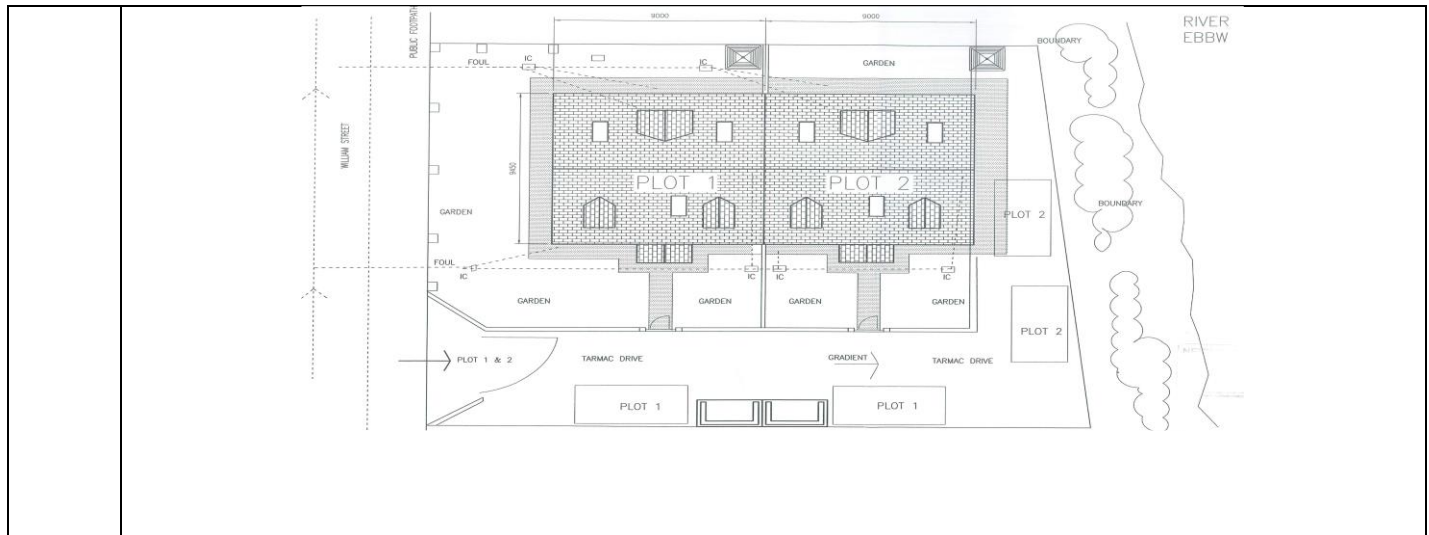 9000
9000
RIVER
EBBW
PUBLIC FOOTPATH
BOUNDARY
FOUL
IC
IC
GARDEN
WILLIAM STREET
9450
PLOT 1
PLOT 2
BOUNDARY
GARDEN
PLOT 2
FOUL
IC
IC
IC
IC
GARDEN
GARDEN
GARDEN
GARDEN
PLOT 2
PLOT 1 & 2
TARMAC DRIVE
GRADIENT
TARMAC DRIVE
PLOT 1
PLOT 1